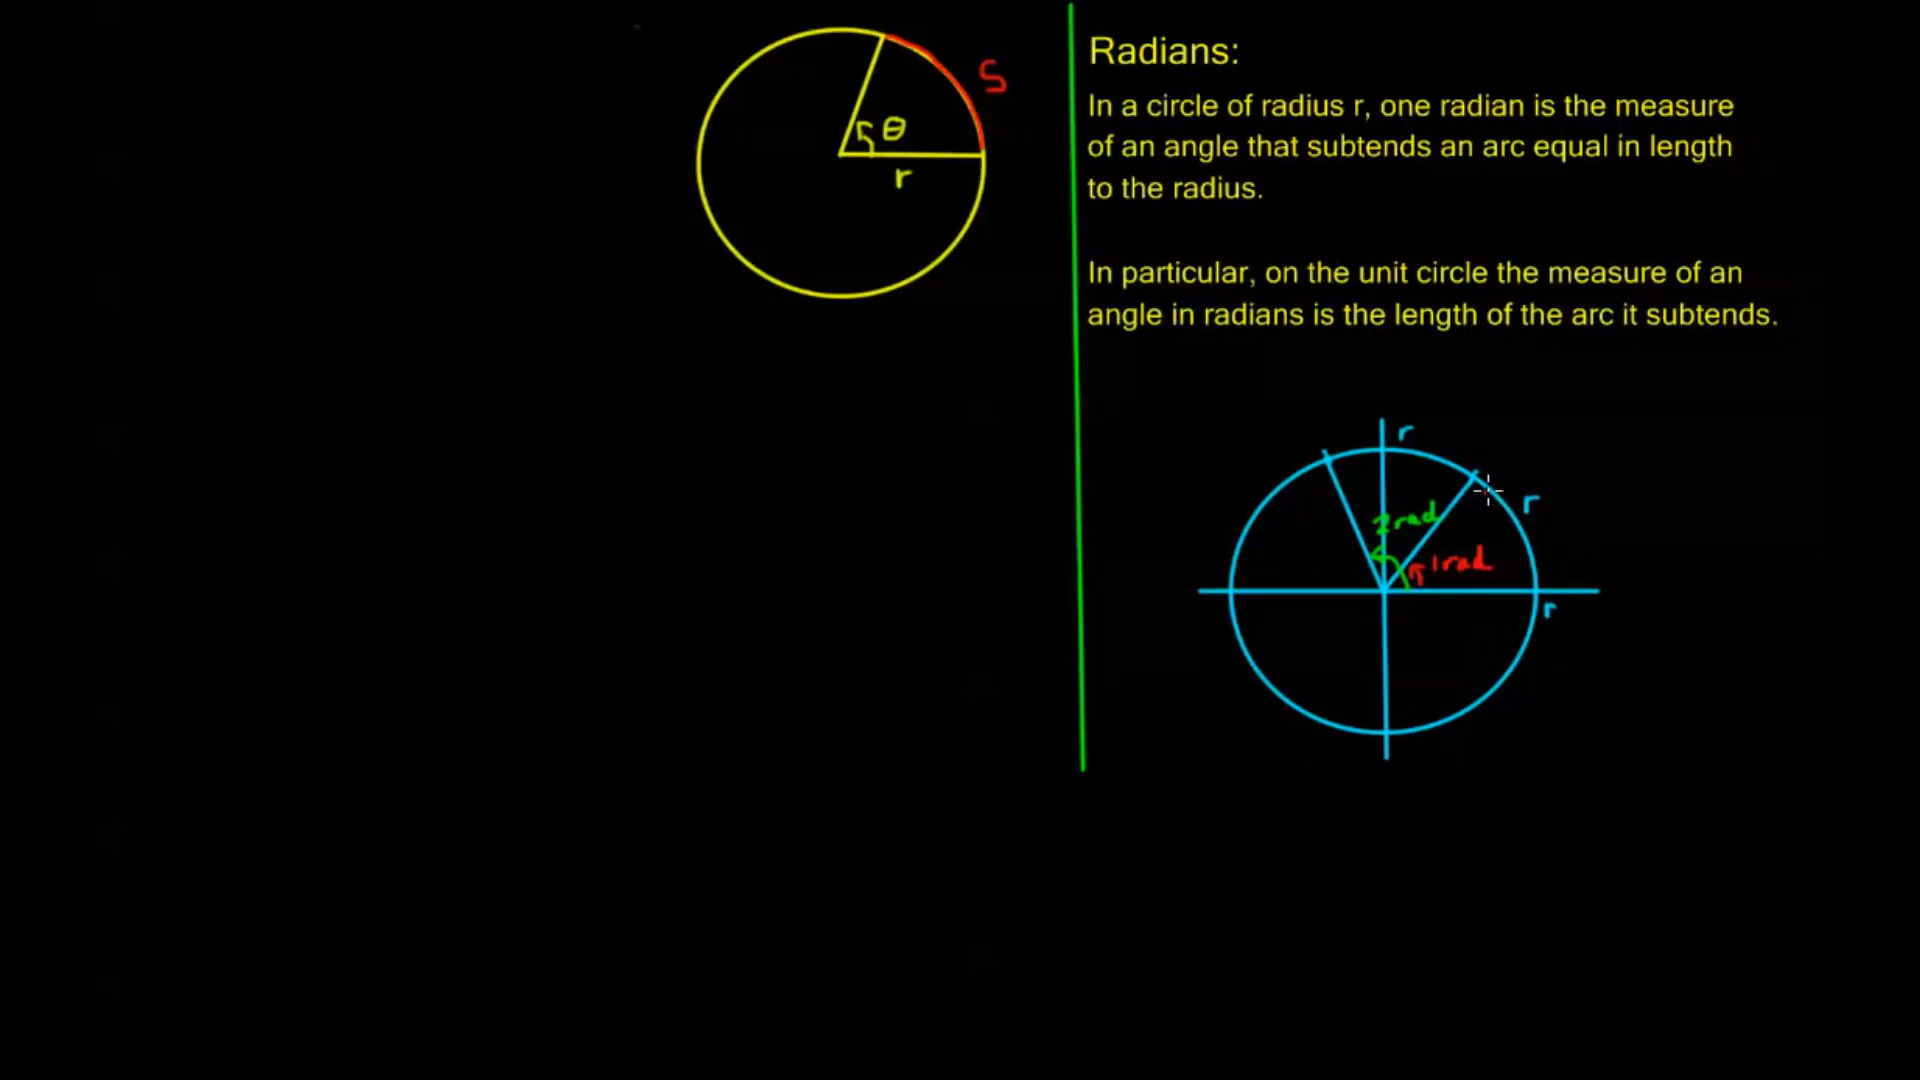 S
θ
r
Radians:
In a circle of radius r, one radian is the measure
of an angle that subtends an arc equal in length
to the radius.
In particular, on the unit circle the measure of an
angle in radians is the length of the arc it subtends.
r
r
2 rad
1 rad
r